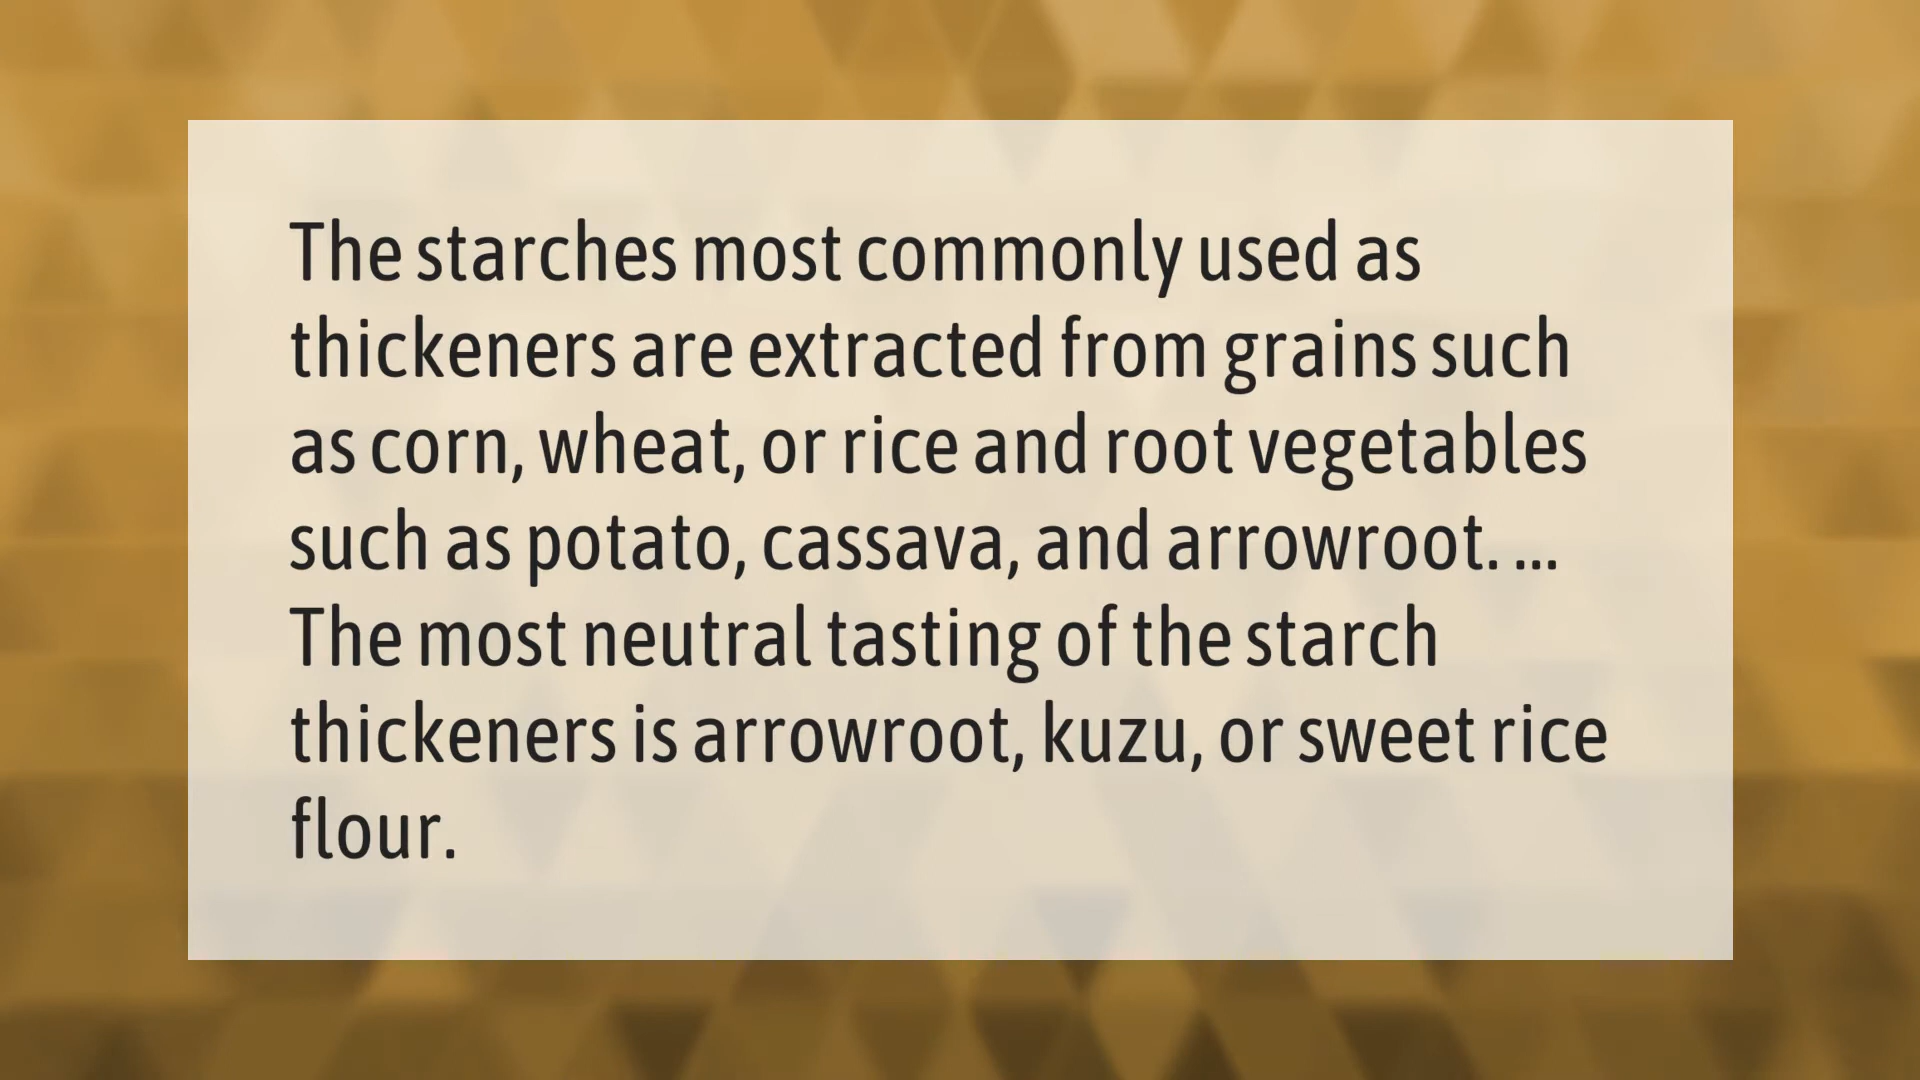 The starches most commonly used as
thickeners are extracted from grains such
as corn, wheat, or rice and root vegetables
such as potato, cassava, and arrowroot. ...
The most neutral tasting of the starch
thickeners is arrowroot, kuzu, or sweet rice
flour.